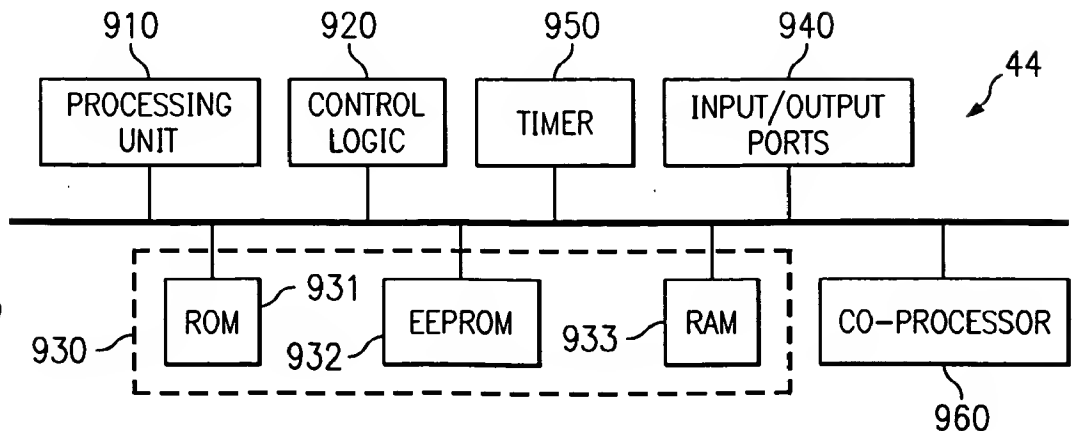 910
920
950
940
44
PROCESSING
UNIT
CONTROL
LOGIC
TIMER
INPUT/OUTPUT
PORTS
ROM
931
EEPROM
932
RAM
933
930
CO-PROCESSOR
960